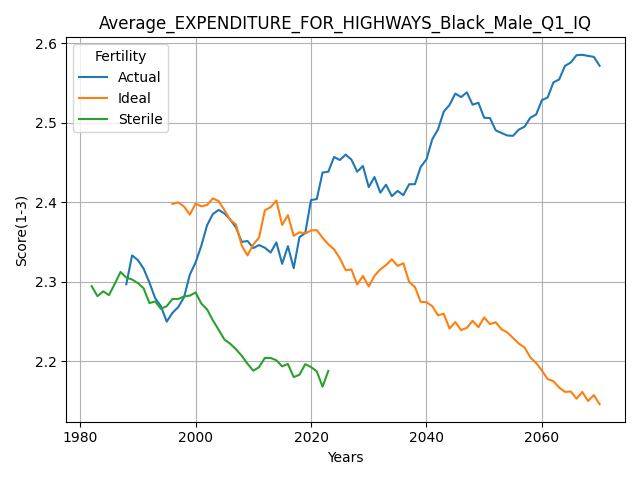 Average_EXPENDITURE_FOR_HIGHWAYS_Black_Male_Q1_IQ
Fertility
Actual
Ideal
Sterile
Score(1-3)
2.6
2.5
2.4
2.3
2.2
1980
2000
2020
2040
2060
Years